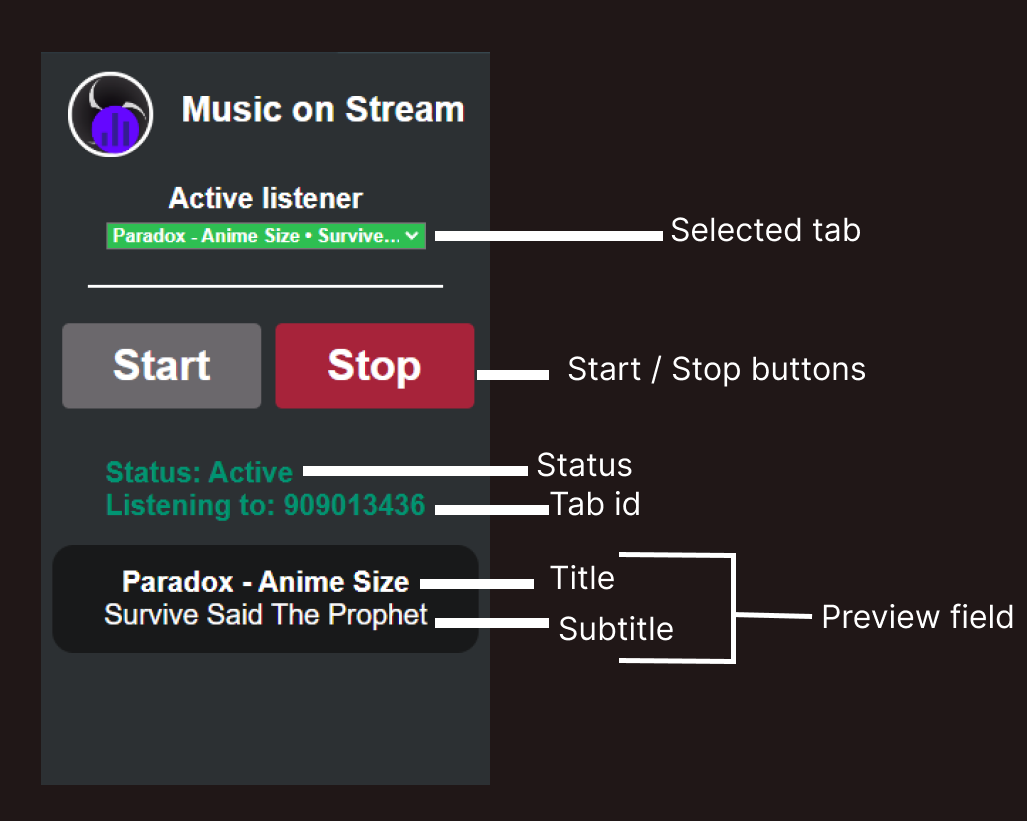 Music on Stream
Active listener
Paradox - Anime Size • Survive...
Selected tab
Start
Stop
Start / Stop buttons
Status: Active
Status
Listening to: 909013436
Tab id
Paradox - Anime Size
Title
Survive Said The Prophet
Subtitle
Preview field